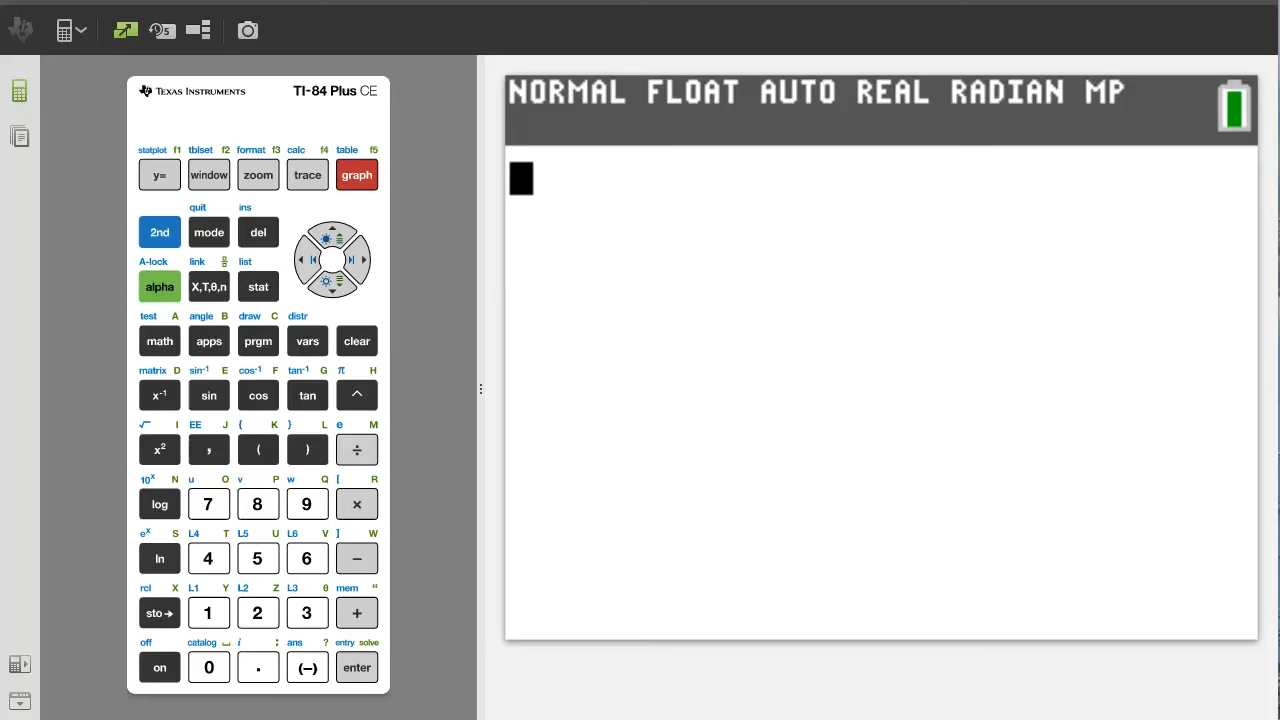 5
TEXAS INSTRUMENTS TI-84 Plus CE
NORMAL FLOAT AUTO REAL RADIAN MP
statplot f1 tblset f2 format f3 calc f4 table f5
y= window zoom trace graph
quit ins
2nd mode del
A-lock link list
alpha X,T,θ,n stat
test A angle B draw C distr
math apps prgm vars clear
matrix D sin-1 E cos-1 F tan-1 G π H
x-1 sin cos tan ^
√ I EE J { K } L e M
x2 , ( ) ÷
10x N u O v P w Q [ R
log 7 8 9 ×
ex S L4 T L5 U L6 V ] W
ln 4 5 6 −
rcl X L1 Y L2 Z L3 θ mem “
sto→ 1 2 3 +
off catalog ⎵ i : ans ? entry solve
on 0 . (−) enter